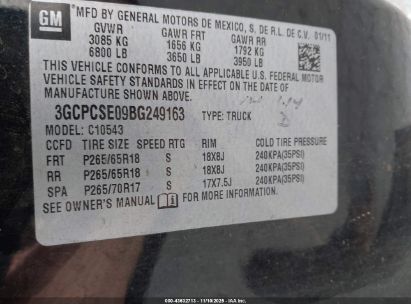 GM
MFD BY GENERAL MOTORS DE MEXICO, S. DE R.L. DE C.V. 01/11
GVWR GAWR FRT GAWR RR
3085 KG 1656 KG 1792 KG
6800 LB 3650 LB 3950 LB
THIS VEHICLE CONFORMS TO ALL APPLICABLE U.S. FEDERAL MOTOR
VEHICLE SAFETY STANDARDS IN EFFECT ON THE DATE OF
MANUFACTURE SHOWN ABOVE.
3GCPCSE09BG249163 TYPE: TRUCK
C10543
CCFD TIRE SIZE SPEED RTG RIM COLD TIRE PRESSURE
FRT P265/65R18 S 18X8J 240KPA(35PSI)
RR P265/65R18 S 18X8J 240KPA(35PSI)
SPA P265/70R17 S 17X7.5J 240KPA(35PSI)
SEE OWNER'S MANUAL FOR MORE INFORMATION.